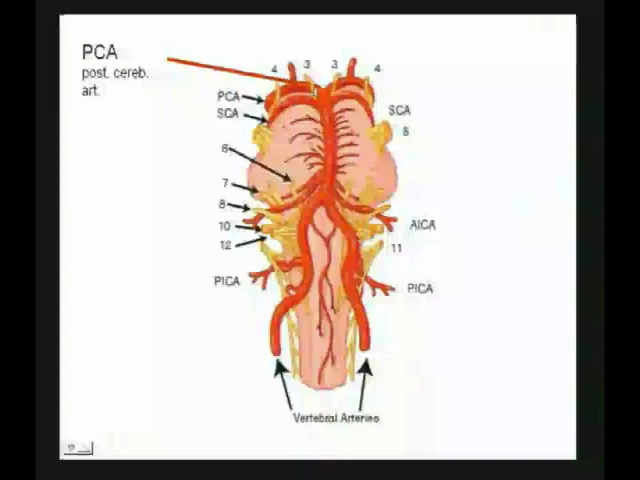 PCA
post. cereb.
art.
4 3 3 4
PCA
SCA
SCA
6
7
8
10
12
AICA
11
PICA
PICA
Vertebral Arteries